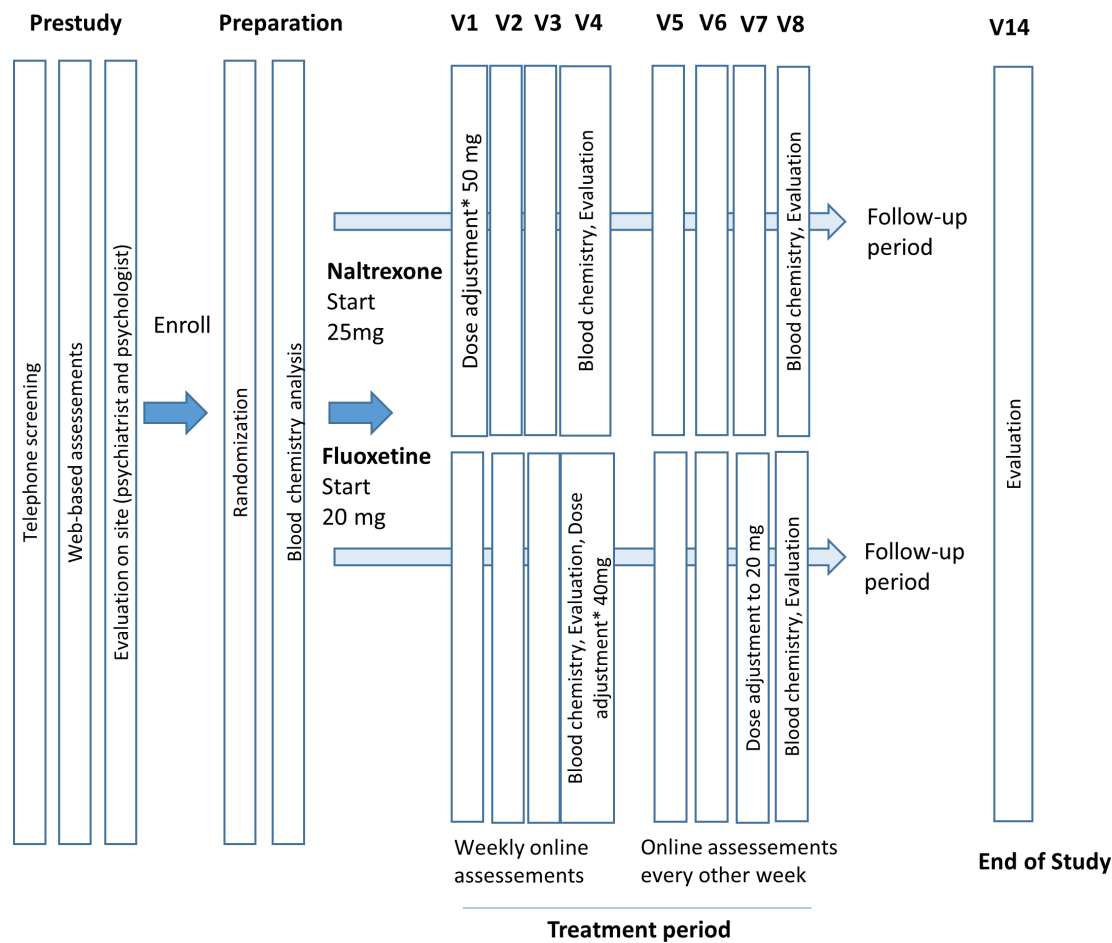 Prestudy
Preparation
V1
V2
V3
V4
V5
V6
V7
V8
V14
Telephone screening
Web-based assessments
Evaluation on site (psychiatrist and psychologist)
Enroll
Randomization
Blood chemistry analysis
Naltrexone
Start
25mg
Dose adjustment* 50 mg
Blood chemistry, Evaluation
Blood chemistry, Evaluation
Follow-up
period
Fluoxetine
Start
20 mg
Blood chemistry, Evaluation, Dose
adjustment* 40mg
Dose adjustment to 20 mg
Blood chemistry, Evaluation
Follow-up
period
Evaluation
Weekly online
assessements
Online assessements
every other week
End of Study
Treatment period